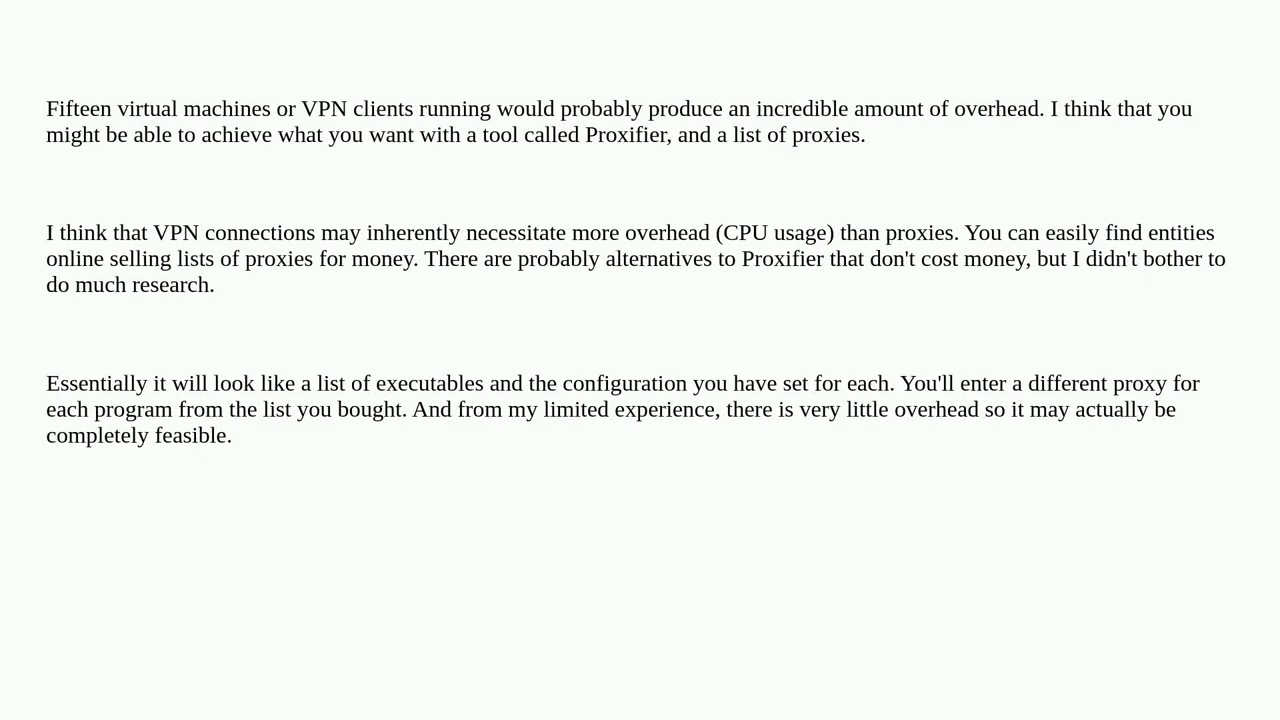 Fifteen virtual machines or VPN clients running would probably produce an incredible amount of overhead. I think that you
might be able to achieve what you want with a tool called Proxifier, and a list of proxies.
I think that VPN connections may inherently necessitate more overhead (CPU usage) than proxies. You can easily find entities
online selling lists of proxies for money. There are probably alternatives to Proxifier that don't cost money, but I didn't bother to
do much research.
Essentially it will look like a list of executables and the configuration you have set for each. You'll enter a different proxy for
each program from the list you bought. And from my limited experience, there is very little overhead so it may actually be
completely feasible.